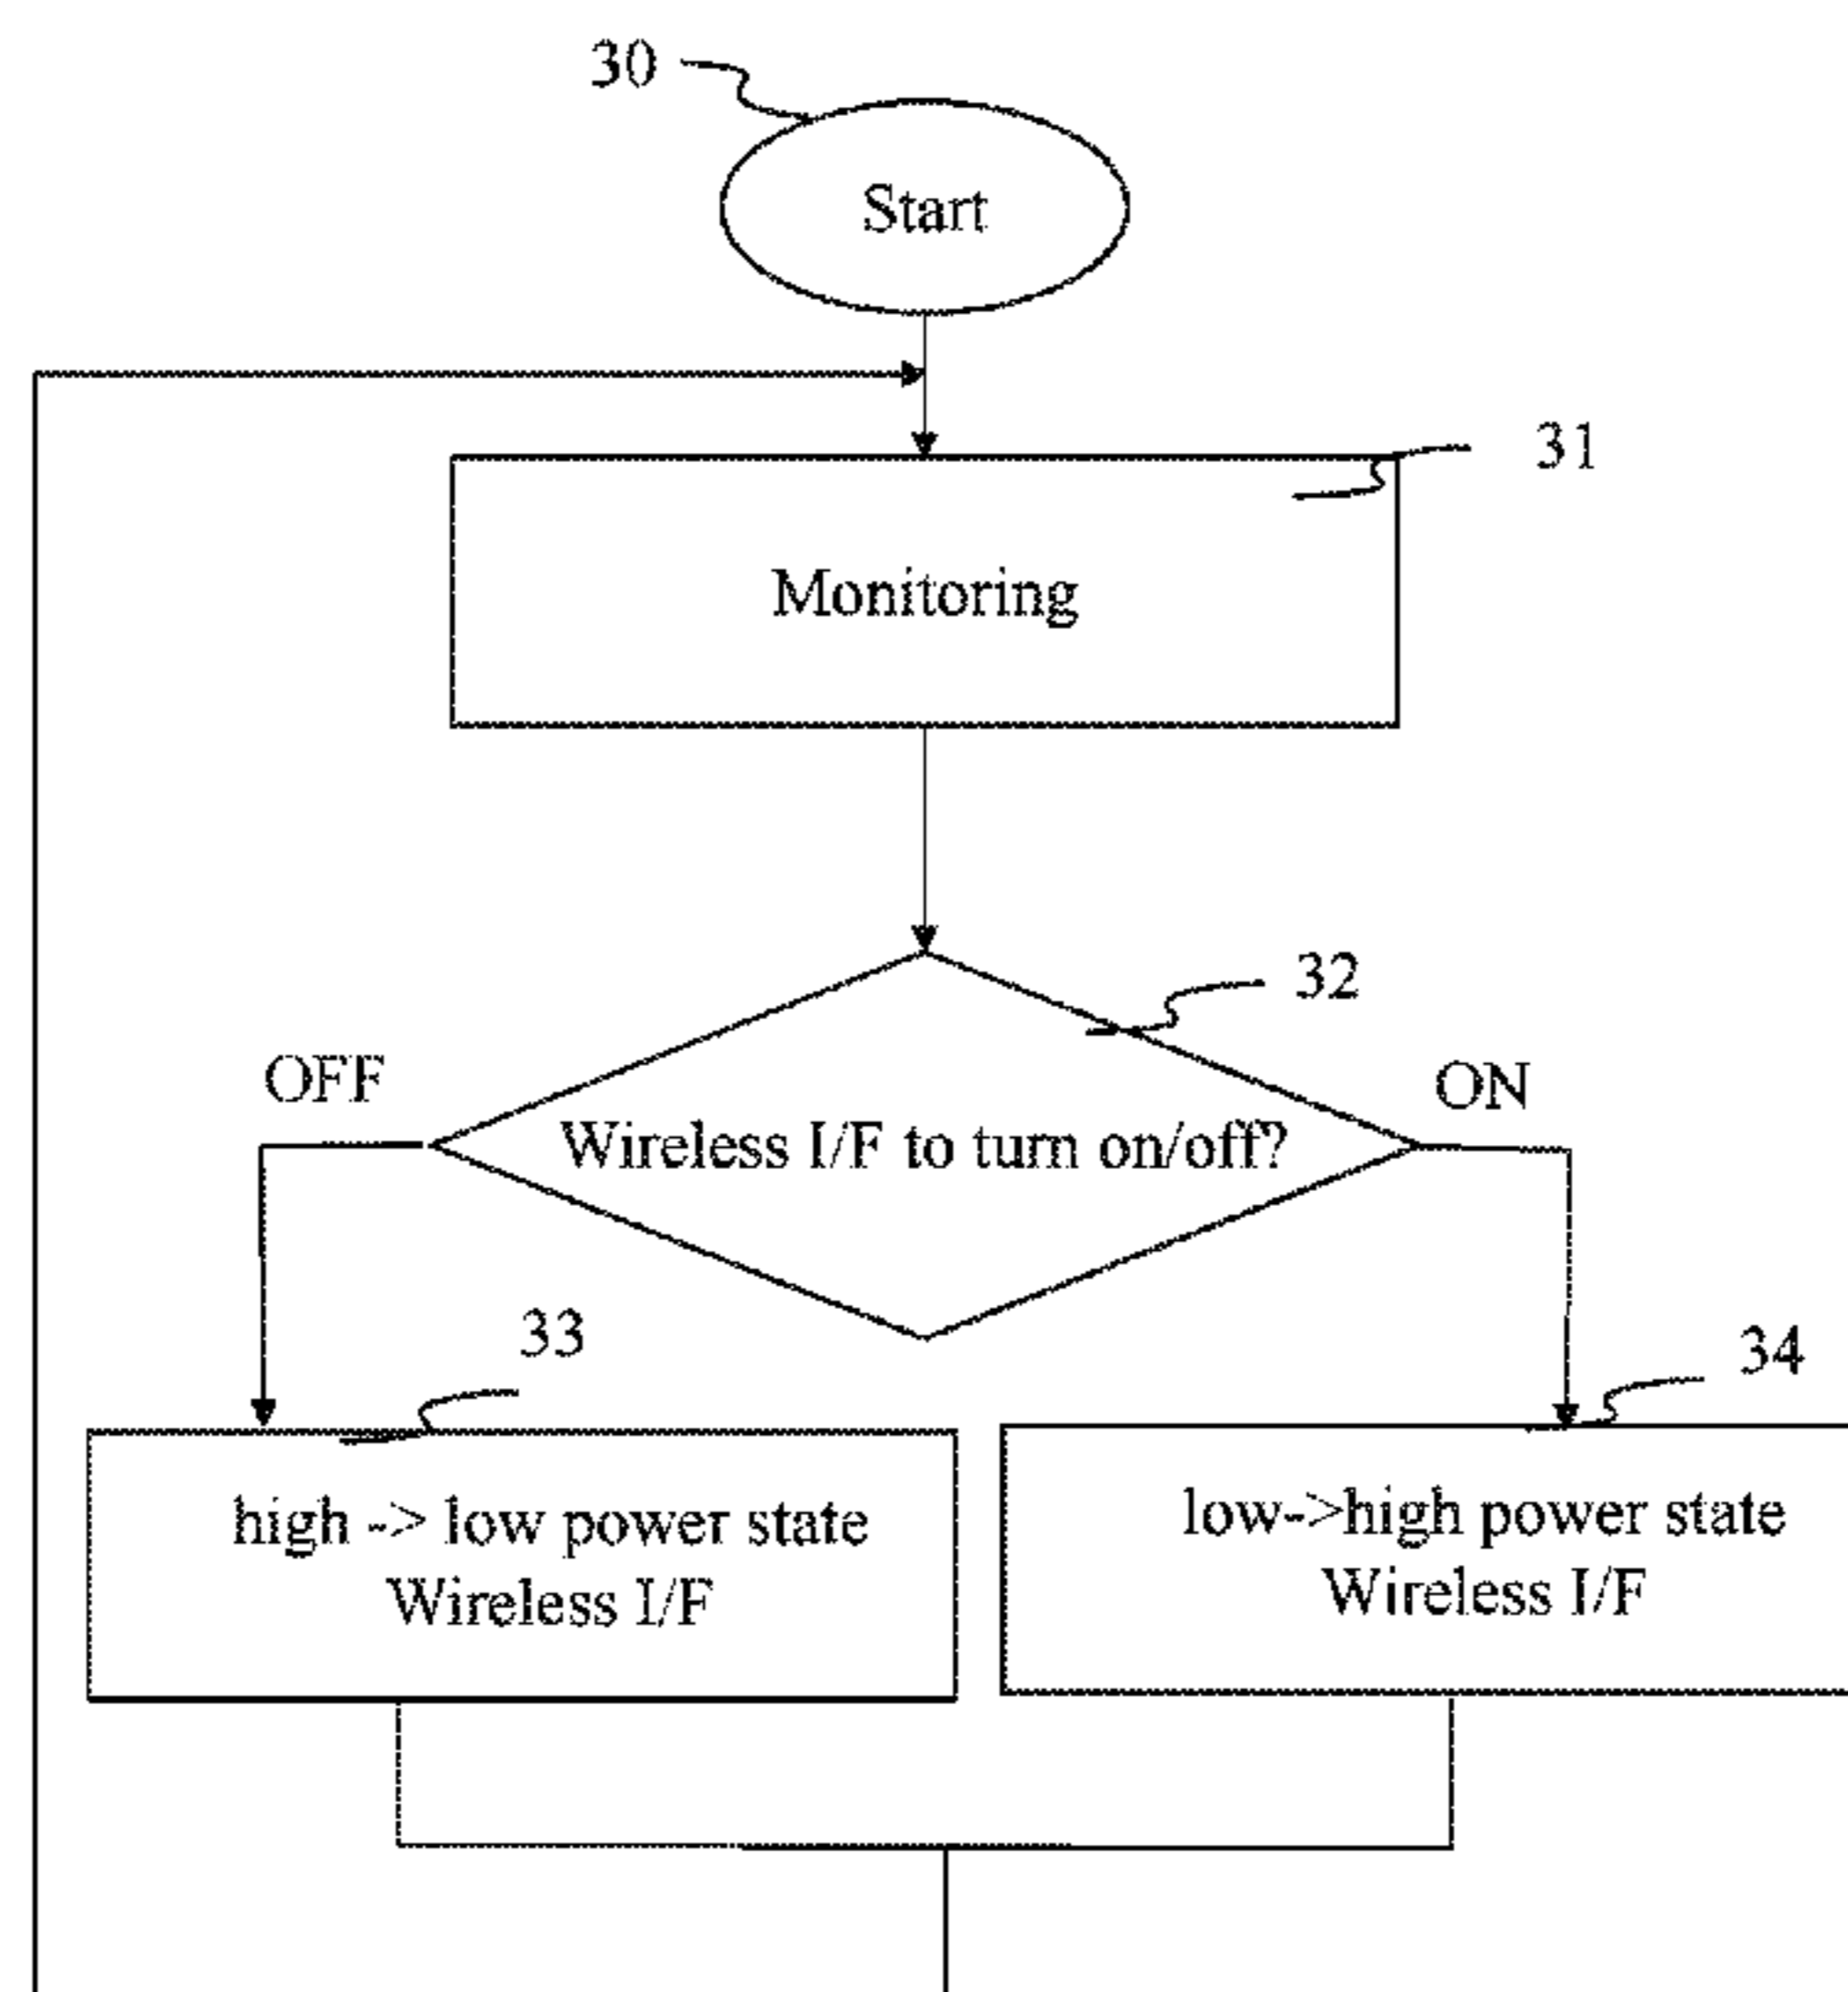 30
Start
31
Monitoring
32
OFF
ON
Wireless I/F to turn on/off?
33
34
high -> low power state
Wireless I/F
low->high power state
Wireless I/F